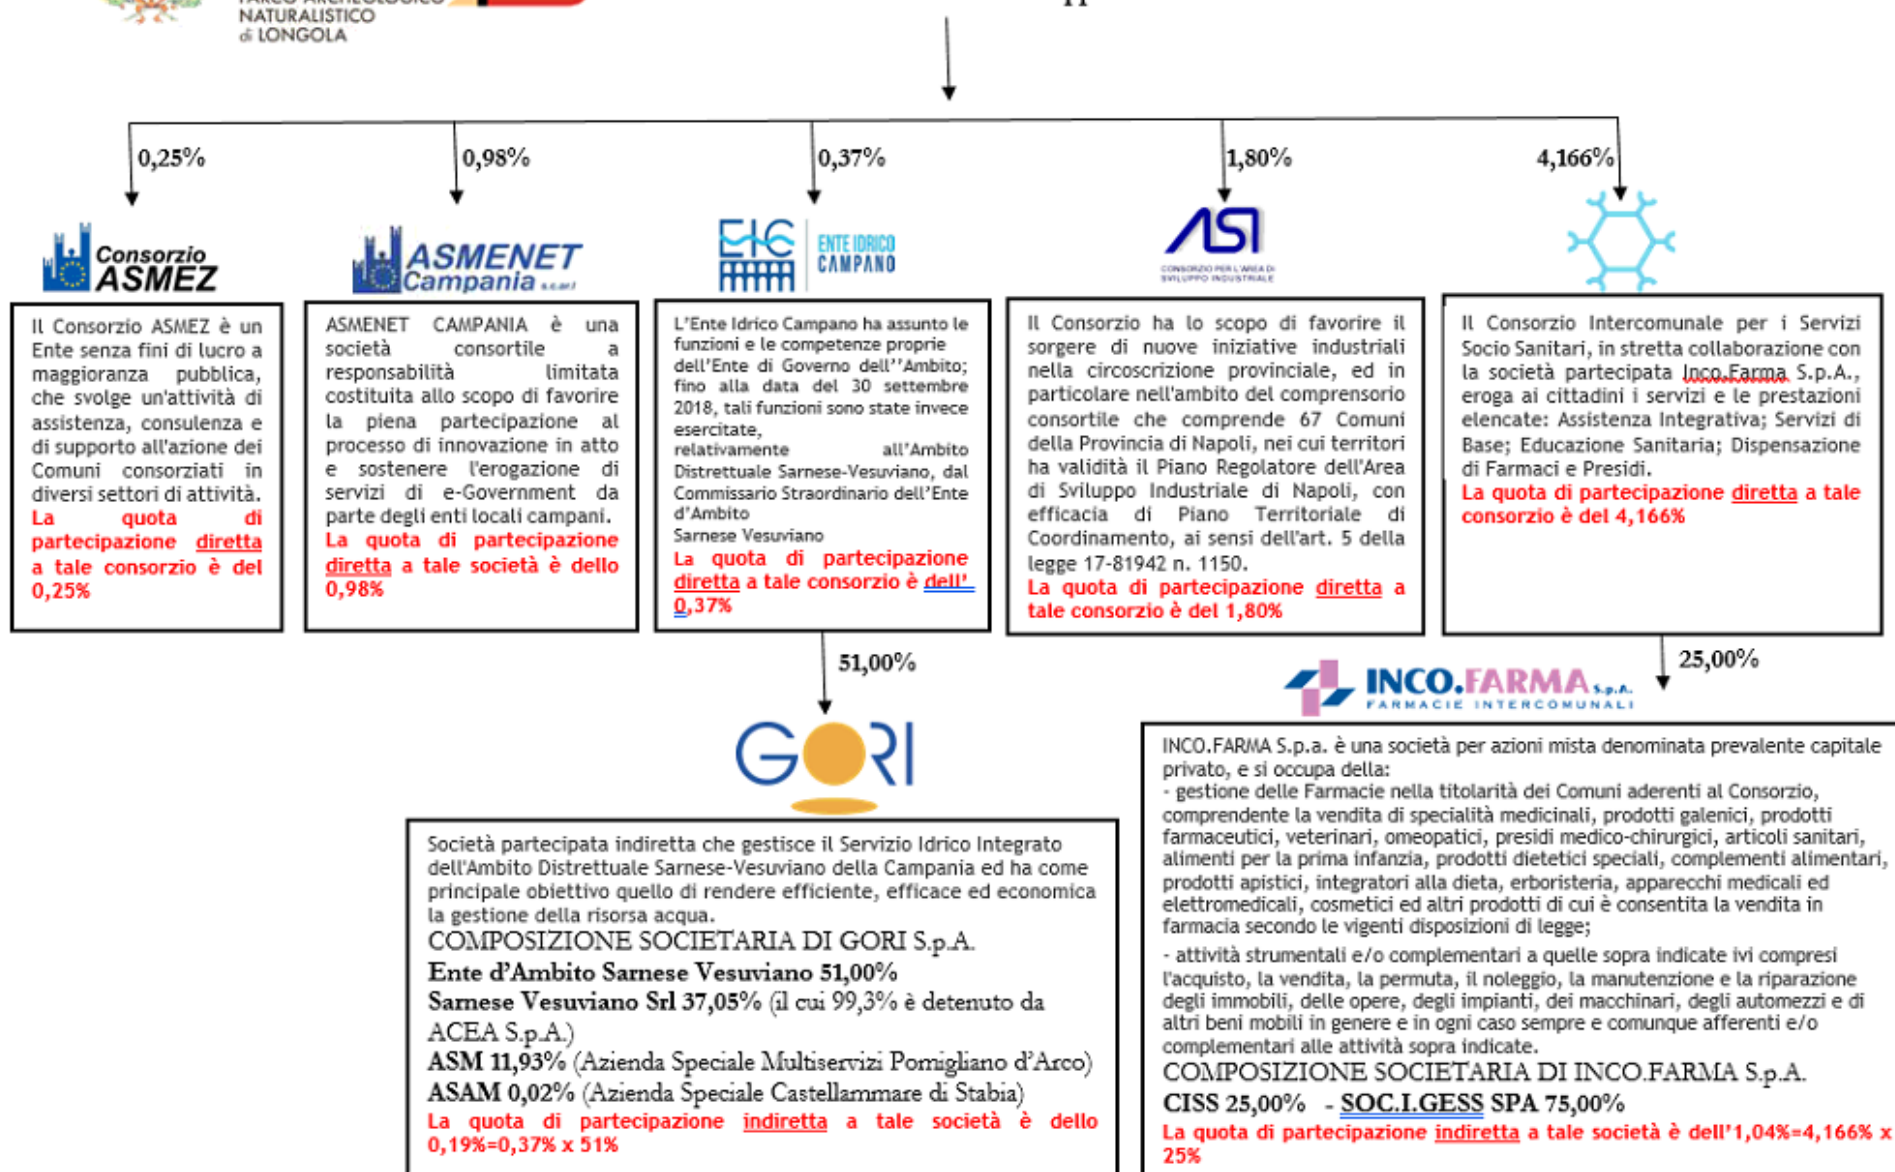 NATURALISTICO
di LONGOLA
0,25%
0,98%
0,37%
1,80%
4,166%
Consorzio
ASMEZ
ASMENET
Campania s.c.ar.l
EIC
ENTE IDRICO
CAMPANO
ASI
CONSORZIO PER L'AREA DI
SVILUPPO INDUSTRIALE
Il Consorzio ASMEZ è un
Ente senza fini di lucro a
maggioranza pubblica,
che svolge un'attività di
assistenza, consulenza e
di supporto all'azione dei
Comuni consorziati in
diversi settori di attività.
La quota di
partecipazione diretta
a tale consorzio è del
0,25%
ASMENET CAMPANIA è una
società consortile a
responsabilità limitata
costituita allo scopo di favorire
la piena partecipazione al
processo di innovazione in atto
e sostenere l'erogazione di
servizi di e-Government da
parte degli enti locali campani.
La quota di partecipazione
diretta a tale società è dello
0,98%
L'Ente Idrico Campano ha assunto le
funzioni e le competenze proprie
dell'Ente di Governo dell''Ambito;
fino alla data del 30 settembre
2018, tali funzioni sono state invece
esercitate,
relativamente all'Ambito
Distrettuale Sarnese-Vesuviano, dal
Commissario Straordinario dell'Ente
d'Ambito
Sarnese Vesuviano
La quota di partecipazione
diretta a tale consorzio è dell'
0,37%
Il Consorzio ha lo scopo di favorire il
sorgere di nuove iniziative industriali
nella circoscrizione provinciale, ed in
particolare nell'ambito del comprensorio
consortile che comprende 67 Comuni
della Provincia di Napoli, nei cui territori
ha validità il Piano Regolatore dell'Area
di Sviluppo Industriale di Napoli, con
efficacia di Piano Territoriale di
Coordinamento, ai sensi dell'art. 5 della
legge 17-81942 n. 1150.
La quota di partecipazione diretta a
tale consorzio è del 1,80%
Il Consorzio Intercomunale per i Servizi
Socio Sanitari, in stretta collaborazione con
la società partecipata Inco.Farma S.p.A.,
eroga ai cittadini i servizi e le prestazioni
elencate: Assistenza Integrativa; Servizi di
Base; Educazione Sanitaria; Dispensazione
di Farmaci e Presidi.
La quota di partecipazione diretta a tale
consorzio è del 4,166%
51,00%
25,00%
GORI
INCO.FARMA S.p.A.
FARMACIE INTERCOMUNALI
Società partecipata indiretta che gestisce il Servizio Idrico Integrato
dell'Ambito Distrettuale Sarnese-Vesuviano della Campania ed ha come
principale obiettivo quello di rendere efficiente, efficace ed economica
la gestione della risorsa acqua.
COMPOSIZIONE SOCIETARIA DI GORI S.p.A.
Ente d'Ambito Sarnese Vesuviano 51,00%
Sarnese Vesuviano Srl 37,05% (il cui 99,3% è detenuto da
ACEA S.p.A.)
ASM 11,93% (Azienda Speciale Multiservizi Pomigliano d'Arco)
ASAM 0,02% (Azienda Speciale Castellammare di Stabia)
La quota di partecipazione indiretta a tale società è dello
0,19%=0,37% x 51%
INCO.FARMA S.p.a. è una società per azioni mista denominata prevalente capitale
privato, e si occupa della:
- gestione delle Farmacie nella titolarità dei Comuni aderenti al Consorzio,
comprendente la vendita di specialità medicinali, prodotti galenici, prodotti
farmaceutici, veterinari, omeopatici, presidi medico-chirurgici, articoli sanitari,
alimenti per la prima infanzia, prodotti dietetici speciali, complementi alimentari,
prodotti apistici, integratori alla dieta, erboristeria, apparecchi medicali ed
elettromedicali, cosmetici ed altri prodotti di cui è consentita la vendita in
farmacia secondo le vigenti disposizioni di legge;
- attività strumentali e/o complementari a quelle sopra indicate ivi compresi
l'acquisto, la vendita, la permuta, il noleggio, la manutenzione e la riparazione
degli immobili, delle opere, degli impianti, dei macchinari, degli automezzi e di
altri beni mobili in genere e in ogni caso sempre e comunque afferenti e/o
complementari alle attività sopra indicate.
COMPOSIZIONE SOCIETARIA DI INCO.FARMA S.p.A.
CISS 25,00% - SOC.I.GESS SPA 75,00%
La quota di partecipazione indiretta a tale società è dell'1,04%=4,166% x
25%